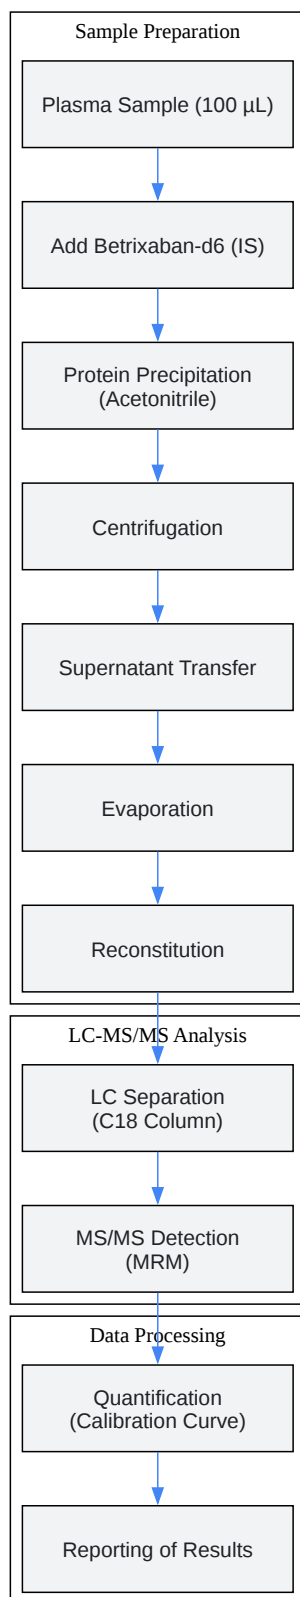 Sample Preparation
Plasma Sample (100 µL)
Add Betrixaban-d6 (IS)
Protein Precipitation
(Acetonitrile)
Centrifugation
Supernatant Transfer
Evaporation
Reconstitution
LC-MS/MS Analysis
LC Separation
(C18 Column)
MS/MS Detection
(MRM)
Data Processing
Quantification
(Calibration Curve)
Reporting of Results